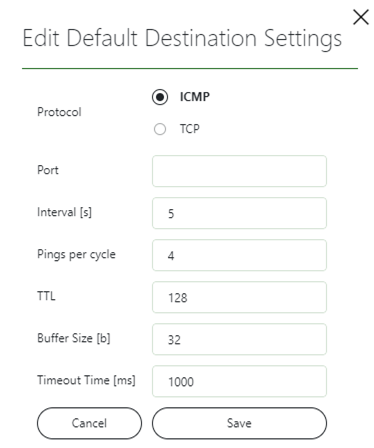 Edit Default Destination Settings
Protocol
ICMP
TCP
Port
Interval [s] 5
Pings per cycle 4
TTL 128
Buffer Size [b] 32
Timeout Time [ms] 1000
Cancel Save